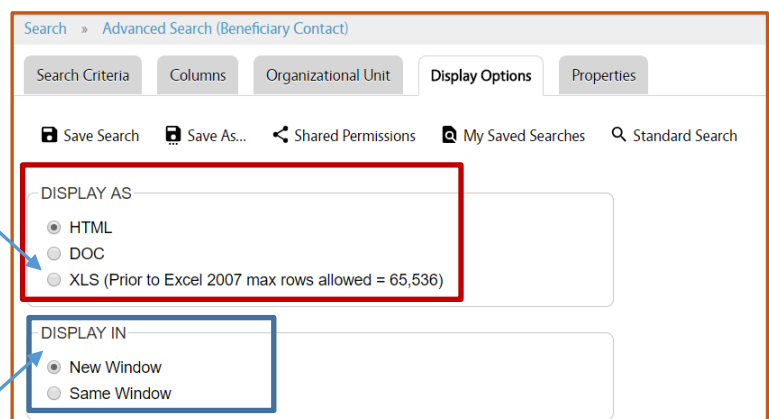 Search » Advanced Search (Beneficiary Contact)
Search Criteria Columns Organizational Unit Display Options Properties
Save Search Save As... Shared Permissions My Saved Searches Standard Search
DISPLAY AS
HTML
DOC
XLS (Prior to Excel 2007 max rows allowed = 65,536)
DISPLAY IN
New Window
Same Window